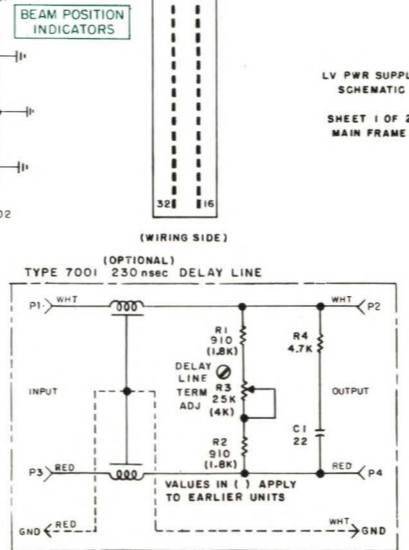 BEAM POSITION
INDICATORS
LV PWR SUPPL
SCHEMATIC
SHEET 1 OF 2
MAIN FRAME
02
32 16
(WIRING SIDE)
(OPTIONAL)
TYPE 7001 230 nsec DELAY LINE
P1 WHT
WHT P2
R1
910
(1.8K)
R4
4.7K
DELAY
LINE
TERM
ADJ
R3
25K
(4K)
INPUT
OUTPUT
R2
910
(1.8K)
C1
22
P3 RED
RED P4
VALUES IN ( ) APPLY
TO EARLIER UNITS
GND RED
WHT GND